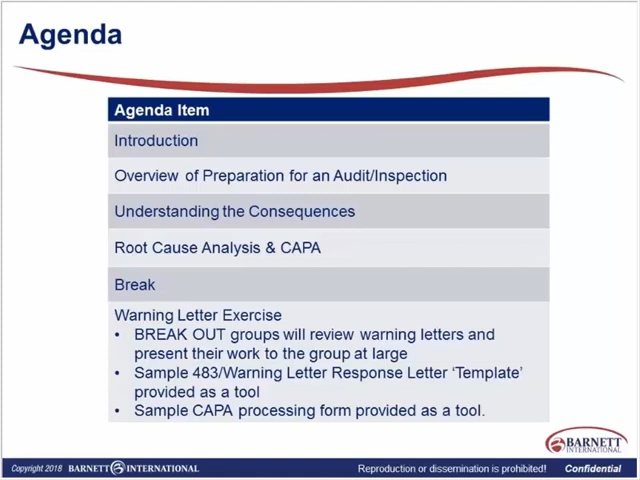 Agenda
Agenda Item
Introduction
Overview of Preparation for an Audit/Inspection
Understanding the Consequences
Root Cause Analysis & CAPA
Break
Warning Letter Exercise
• BREAK OUT groups will review warning letters and
present their work to the group at large
• Sample 483/Warning Letter Response Letter ‘Template’
provided as a tool
• Sample CAPA processing form provided as a tool.
BARNETT
INTERNATIONAL
Copyright 2018 BARNETT INTERNATIONAL Reproduction or dissemination is prohibited! Confidential